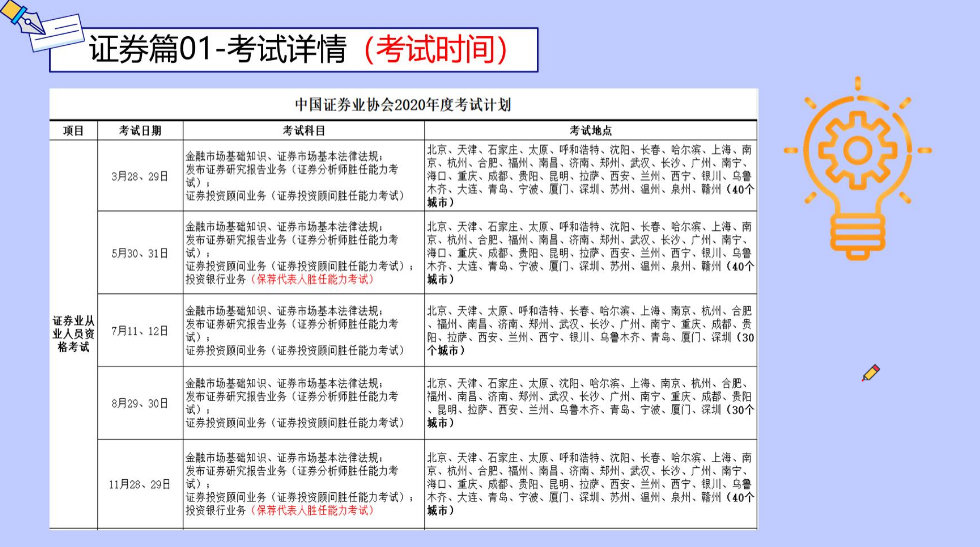 证券篇01-考试详情（考试时间）
中国证券业协会2020年度考试计划
项目 考试日期 考试科目 考试地点
证券业从
业人员资
格考试
3月28、29日
金融市场基础知识、证券市场基本法律法规；
发布证券研究报告业务（证券分析师胜任能力考
试）；
证券投资顾问业务（证券投资顾问胜任能力考试）
北京、天津、石家庄、太原、呼和浩特、沈阳、长春、哈尔滨、上海、南
京、杭州、合肥、福州、南昌、济南、郑州、武汉、长沙、广州、南宁、
海口、重庆、成都、贵阳、昆明、拉萨、西安、兰州、西宁、银川、乌鲁
木齐、大连、青岛、宁波、厦门、深圳、苏州、温州、泉州、赣州（40个
城市）
5月30、31日
金融市场基础知识、证券市场基本法律法规；
发布证券研究报告业务（证券分析师胜任能力考
试）；
证券投资顾问业务（证券投资顾问胜任能力考试）；
投资银行业务（保荐代表人胜任能力考试）
北京、天津、石家庄、太原、呼和浩特、沈阳、长春、哈尔滨、上海、南
京、杭州、合肥、福州、南昌、济南、郑州、武汉、长沙、广州、南宁、
海口、重庆、成都、贵阳、昆明、拉萨、西安、兰州、西宁、银川、乌鲁
木齐、大连、青岛、宁波、厦门、深圳、苏州、温州、泉州、赣州（40个
城市）
7月11、12日
金融市场基础知识、证券市场基本法律法规；
发布证券研究报告业务（证券分析师胜任能力考
试）；
证券投资顾问业务（证券投资顾问胜任能力考试）
北京、天津、太原、呼和浩特、长春、哈尔滨、上海、南京、杭州、合肥
、福州、南昌、济南、郑州、武汉、长沙、广州、南宁、重庆、成都、贵
阳、拉萨、西安、兰州、西宁、银川、乌鲁木齐、青岛、厦门、深圳（30
个城市）
8月29、30日
金融市场基础知识、证券市场基本法律法规；
发布证券研究报告业务（证券分析师胜任能力考
试）；
证券投资顾问业务（证券投资顾问胜任能力考试）
北京、天津、石家庄、太原、沈阳、哈尔滨、上海、南京、杭州、合肥、
福州、南昌、济南、郑州、武汉、长沙、广州、南宁、重庆、成都、贵阳
、昆明、拉萨、西安、兰州、乌鲁木齐、青岛、宁波、厦门、深圳（30个
城市）
11月28、29日
金融市场基础知识、证券市场基本法律法规；
发布证券研究报告业务（证券分析师胜任能力考
试）；
证券投资顾问业务（证券投资顾问胜任能力考试）；
投资银行业务（保荐代表人胜任能力考试）
北京、天津、石家庄、太原、呼和浩特、沈阳、长春、哈尔滨、上海、南
京、杭州、合肥、福州、南昌、济南、郑州、武汉、长沙、广州、南宁、
海口、重庆、成都、贵阳、昆明、拉萨、西安、兰州、西宁、银川、乌鲁
木齐、大连、青岛、宁波、厦门、深圳、苏州、温州、泉州、赣州（40个
城市）